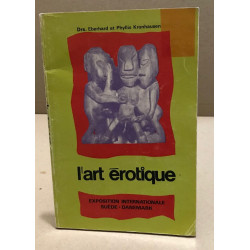 Drs. Eberhard et Phyllis Kronhausen
l'art érotique
EXPOSITION INTERNATIONALE
SUÈDE - DANEMARK